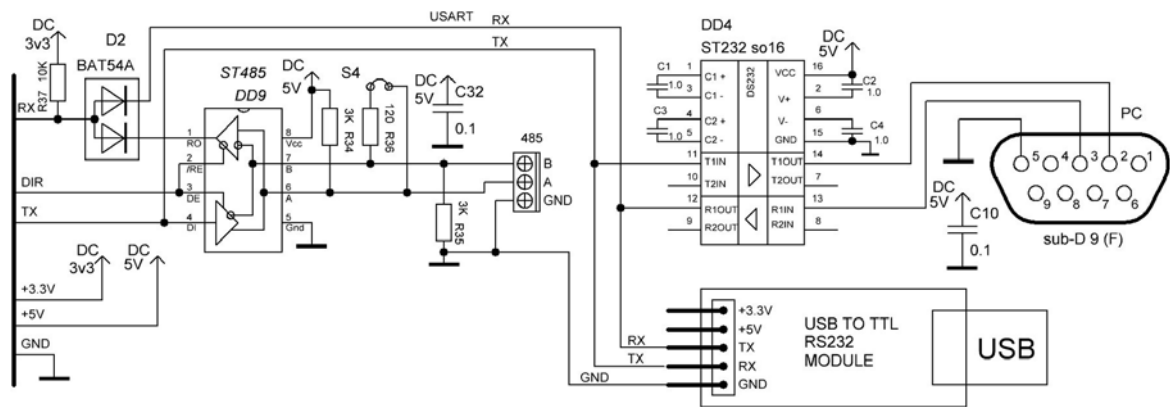 DC
3v3
R37 10K
D2
BAT54A
RX
USART RX
TX
ST485
DD9
DC
5V
S4
DC
5V
C32
0.1
3K R34
120 R36
485
B
A
GND
3K
R35
1
RO
2
/RE
3
DE
4
DI
8
Vcc
7
B
6
A
5
Gnd
DIR
TX
DC
3v3
DC
5V
+3.3V
+5V
GND
DD4
ST232 so16
DC
5V
C1
1.0
C3
1.0
1
C1 +
3
C1 -
4
C2 +
5
C2 -
11
T1IN
10
T2IN
12
R1OUT
9
R2OUT
DS232
VCC
16
V+
2
V-
6
GND
15
T1OUT
14
T2OUT
7
R1IN
13
R2IN
8
C2
1.0
C4
1.0
PC
5 4 3 2 1
9 8 7 6
sub-D 9 (F)
DC
5V
C10
0.1
RX
TX
GND
+3.3V
+5V
TX
RX
GND
USB TO TTL
RS232
MODULE
USB